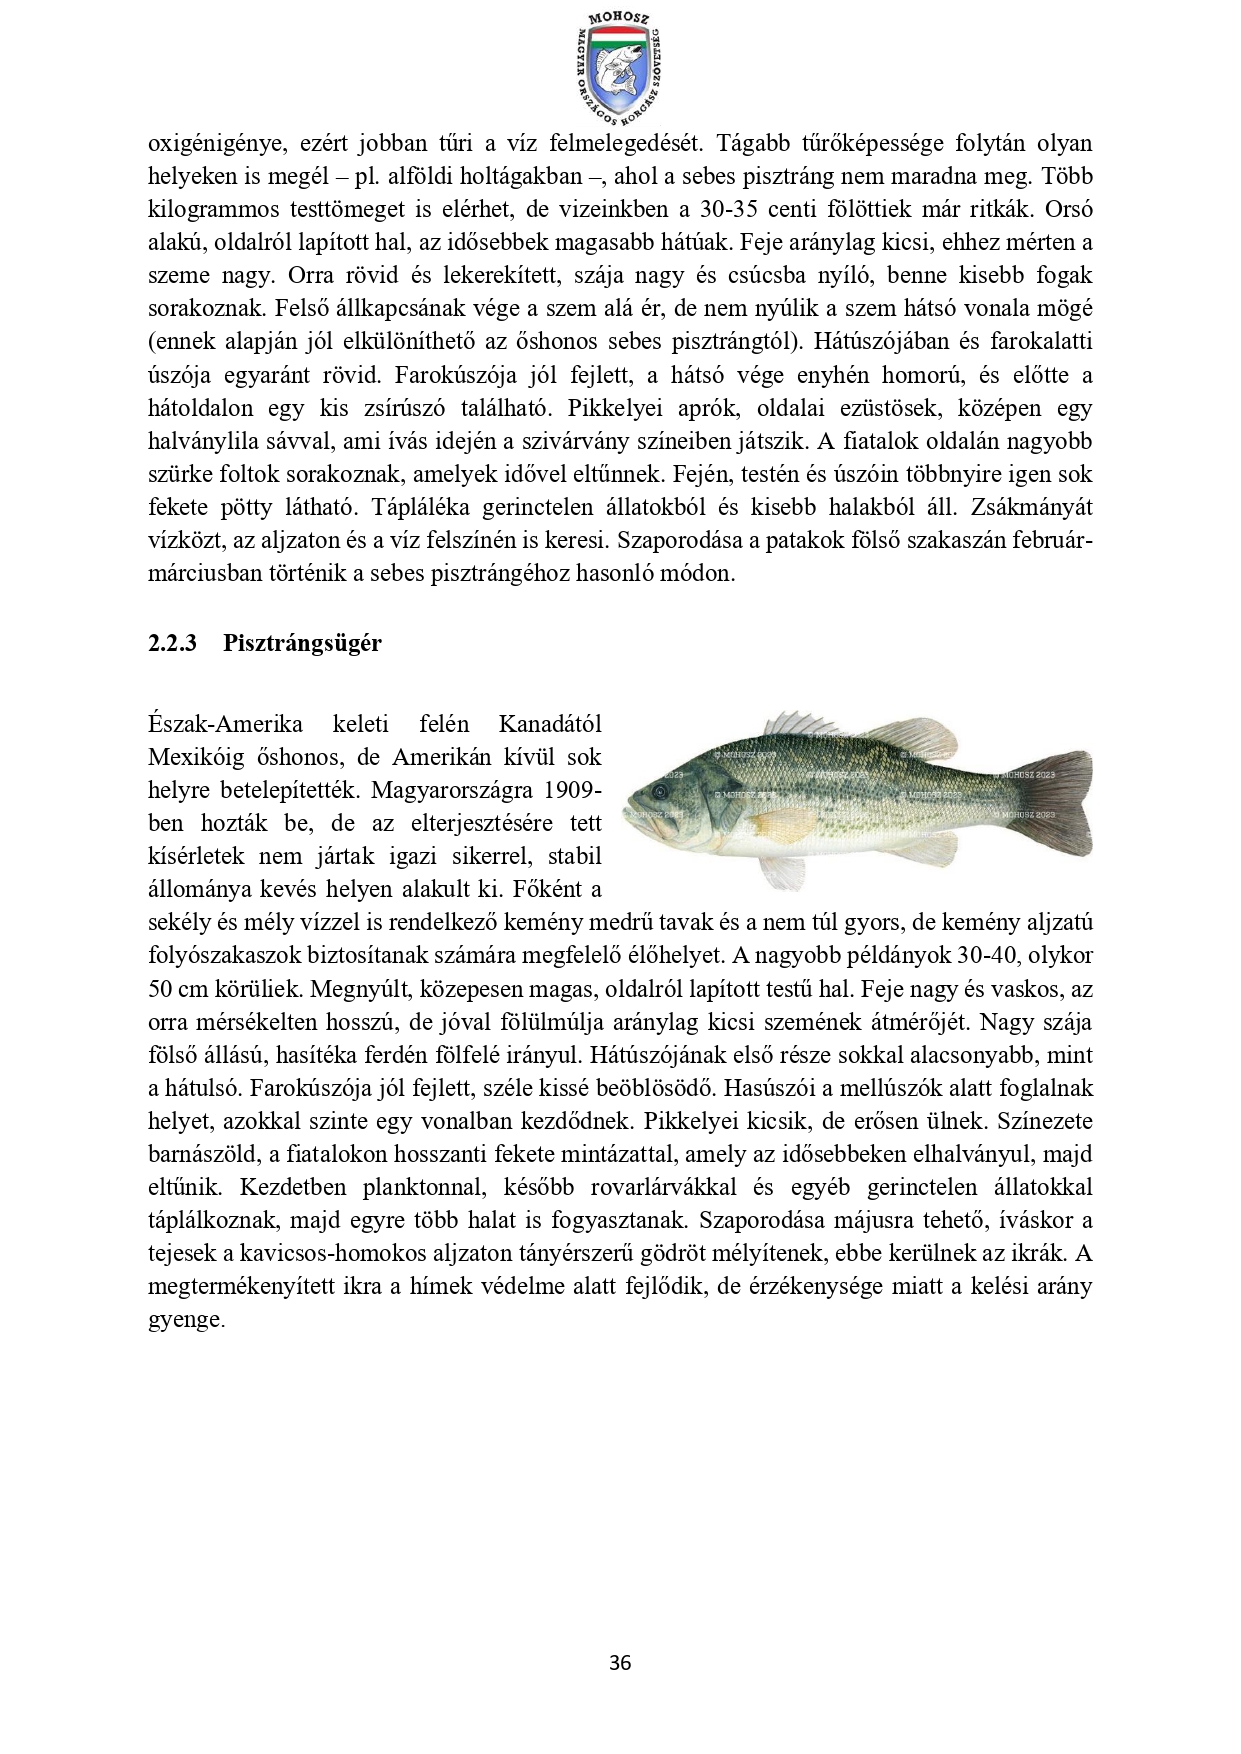 MOHOSZ
MAGYAR ORSZÁGOS HORGÁSZ SZÖVETSÉG
oxigénigénye, ezért jobban tűri a víz felmelegedését. Tágabb tűrőképessége folytán olyan
helyeken is megél – pl. alföldi holtágakban –, ahol a sebes pisztráng nem maradna meg. Több
kilogrammos testtömeget is elérhet, de vizeinkben a 30-35 centi fölöttiek már ritkák. Orsó
alakú, oldalról lapított hal, az idősebbek magasabb hátúak. Feje aránylag kicsi, ehhez mérten a
szeme nagy. Orra rövid és lekerekített, szája nagy és csúcsba nyíló, benne kisebb fogak
sorakoznak. Felső állkapcsának vége a szem alá ér, de nem nyúlik a szem hátsó vonala mögé
(ennek alapján jól elkülöníthető az őshonos sebes pisztrángtól). Hátúszójában és farokalatti
úszója egyaránt rövid. Farokúszója jól fejlett, a hátsó vége enyhén homorú, és előtte a
hátoldalon egy kis zsírúszó található. Pikkelyei aprók, oldalai ezüstösek, középen egy
halványlila sávval, ami ívás idején a szivárvány színeiben játszik. A fiatalok oldalán nagyobb
szürke foltok sorakoznak, amelyek idővel eltűnnek. Fején, testén és úszóin többnyire igen sok
fekete pötty látható. Tápláléka gerinctelen állatokból és kisebb halakból áll. Zsákmányát
vízközt, az aljzaton és a víz felszínén is keresi. Szaporodása a patakok fölső szakaszán február-
márciusban történik a sebes pisztrángéhoz hasonló módon.
2.2.3 Pisztrángsügér
Észak-Amerika keleti felén Kanadától
Mexikóig őshonos, de Amerikán kívül sok
helyre betelepítették. Magyarországra 1909-
ben hozták be, de az elterjesztésére tett
kísérletek nem jártak igazi sikerrel, stabil
állománya kevés helyen alakult ki. Főként a
sekély és mély vízzel is rendelkező kemény medrű tavak és a nem túl gyors, de kemény aljzatú
folyószakaszok biztosítanak számára megfelelő élőhelyet. A nagyobb példányok 30-40, olykor
50 cm körüliek. Megnyúlt, közepesen magas, oldalról lapított testű hal. Feje nagy és vaskos, az
orra mérsékelten hosszú, de jóval fölülmúlja aránylag kicsi szemének átmérőjét. Nagy szája
fölső állású, hasítéka ferdén fölfelé irányul. Hátúszójának első része sokkal alacsonyabb, mint
a hátulsó. Farokúszója jól fejlett, széle kissé beöblösödő. Hasúszói a mellúszók alatt foglalnak
helyet, azokkal szinte egy vonalban kezdődnek. Pikkelyei kicsik, de erősen ülnek. Színezete
barnászöld, a fiatalokon hosszanti fekete mintázattal, amely az idősebbeken elhalványul, majd
eltűnik. Kezdetben planktonnal, később rovarlárvákkal és egyéb gerinctelen állatokkal
táplálkoznak, majd egyre több halat is fogyasztanak. Szaporodása májusra tehető, íváskor a
tejesek a kavicsos-homokos aljzaton tányérszerű gödröt mélyítenek, ebbe kerülnek az ikrák. A
megtermékenyített ikra a hímek védelme alatt fejlődik, de érzékenysége miatt a kelési arány
gyenge.
© MOHOSZ 2023
36